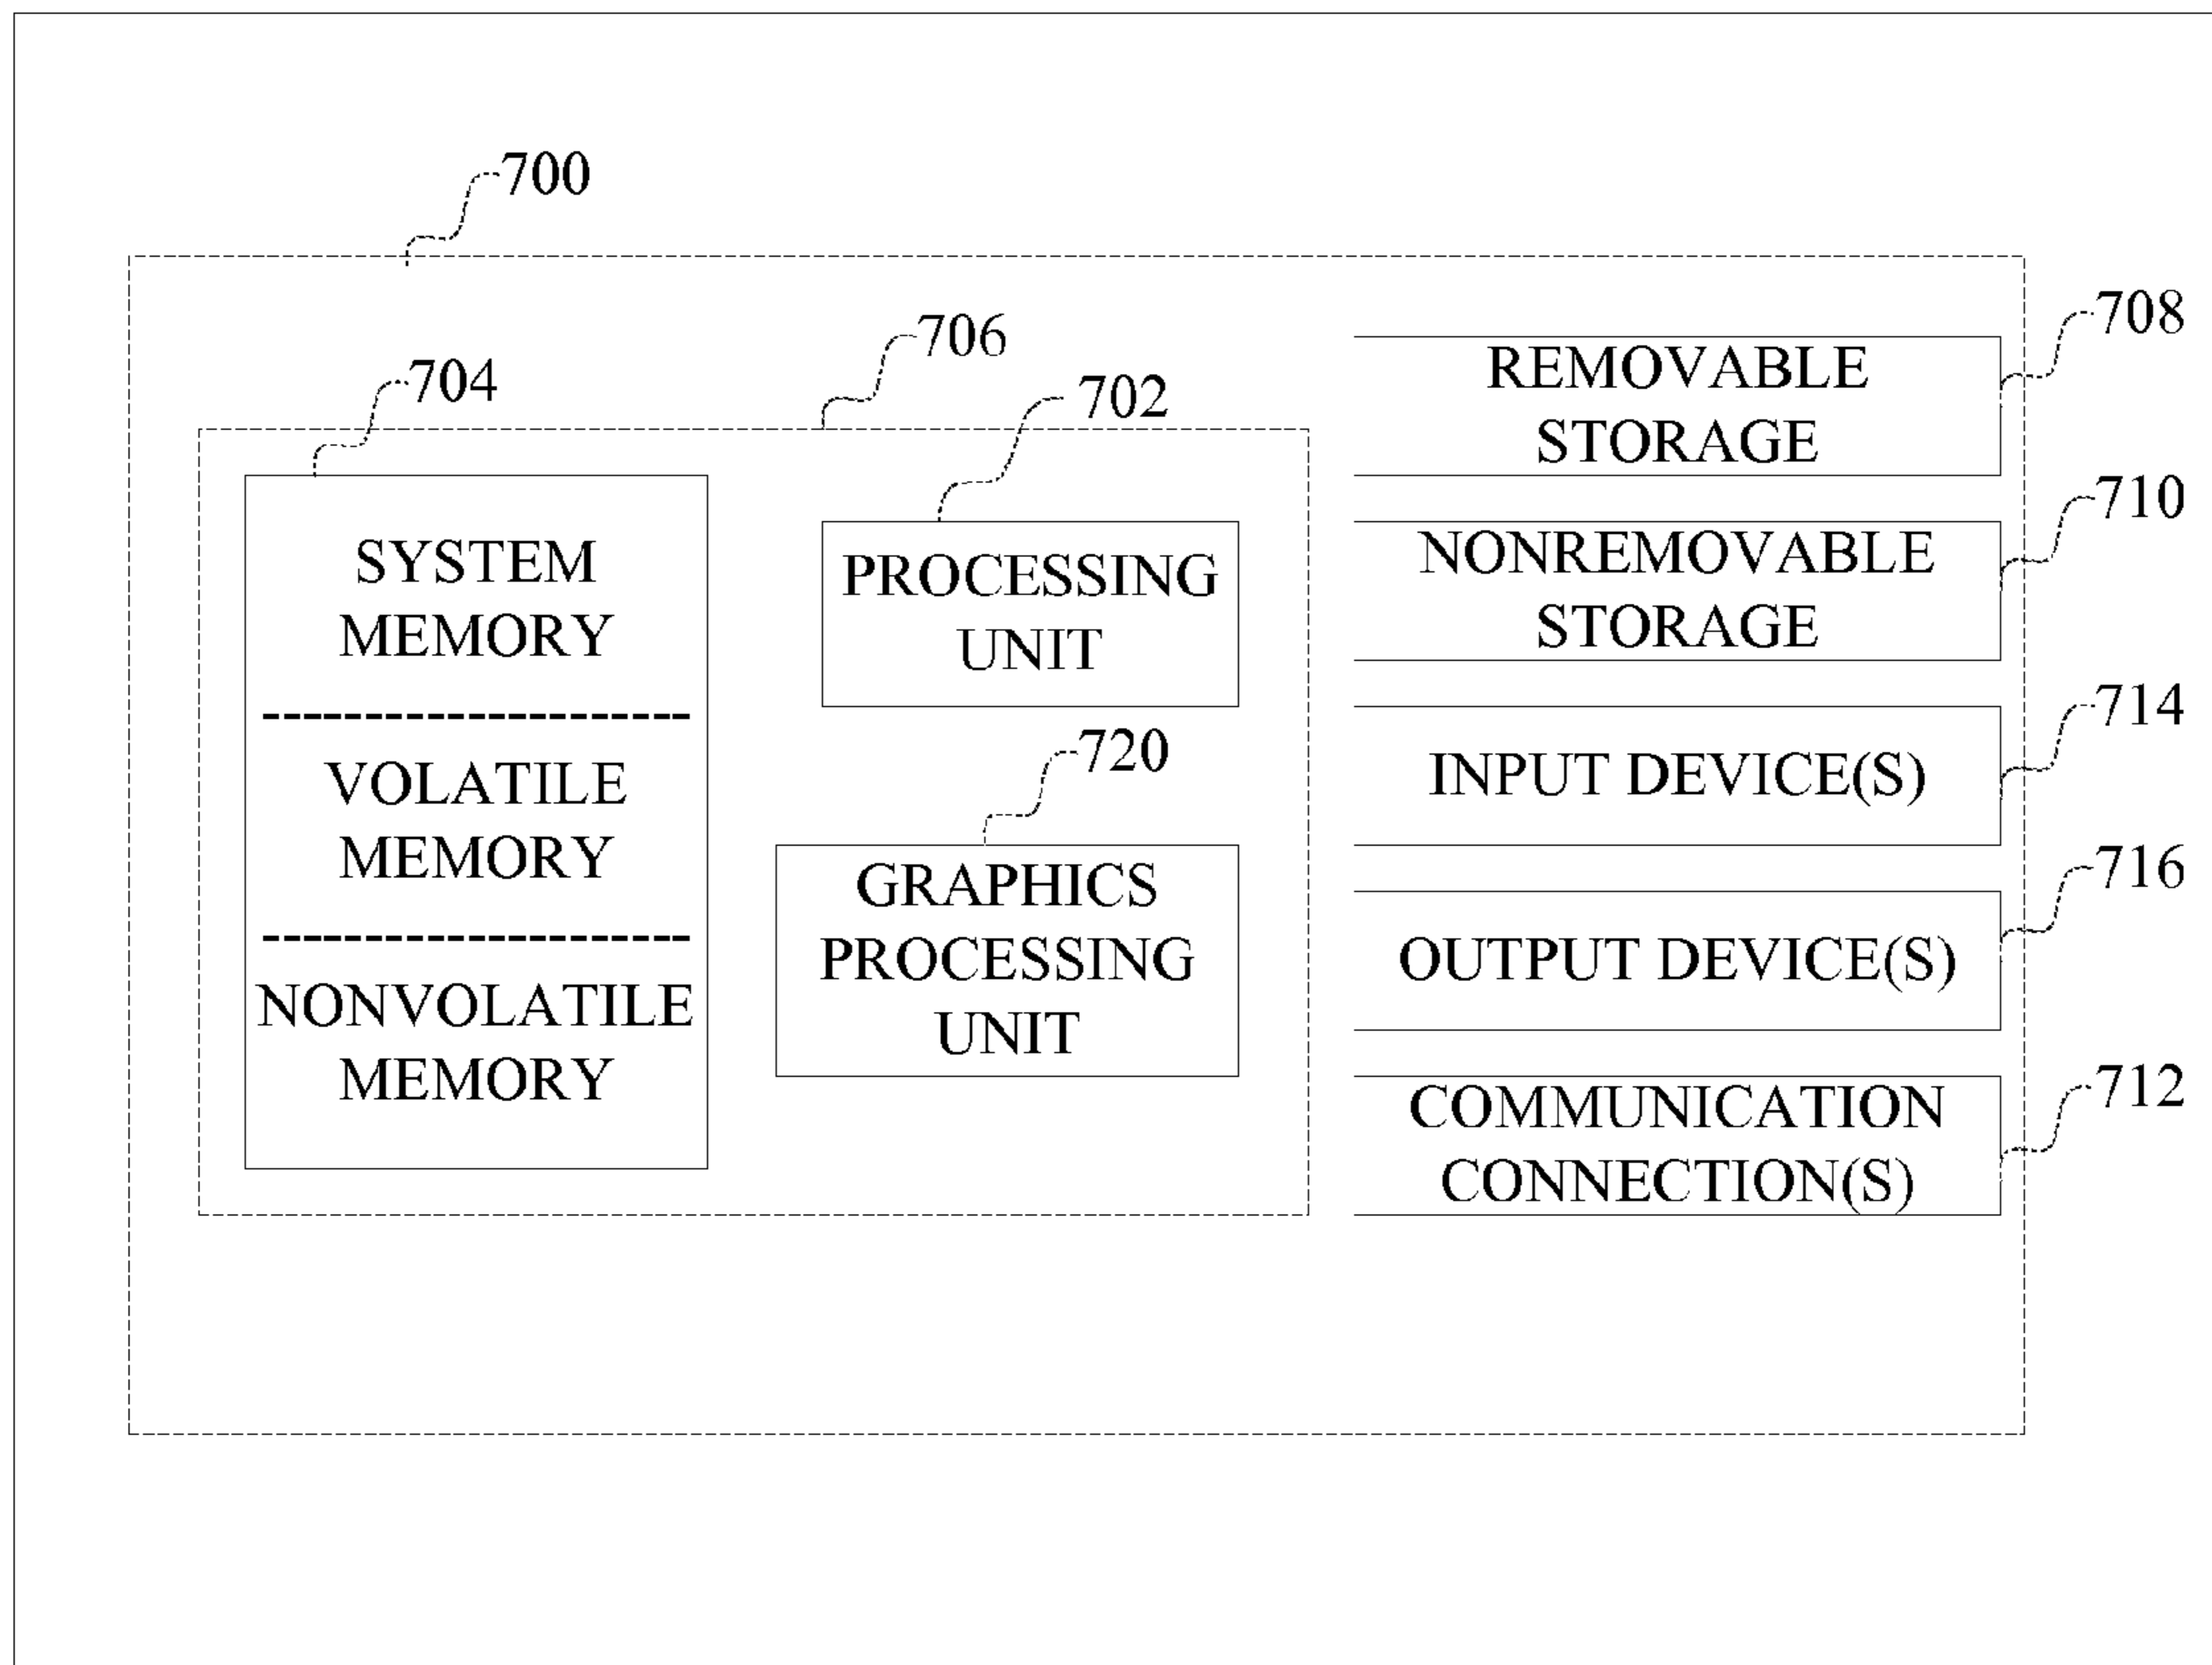 700
706
708
704
702
REMOVABLE
STORAGE
710
SYSTEM
MEMORY
PROCESSING
UNIT
NONREMOVABLE
STORAGE
714
VOLATILE
MEMORY
720
INPUT DEVICE(S)
716
GRAPHICS
PROCESSING
UNIT
OUTPUT DEVICE(S)
NONVOLATILE
MEMORY
712
COMMUNICATION
CONNECTION(S)